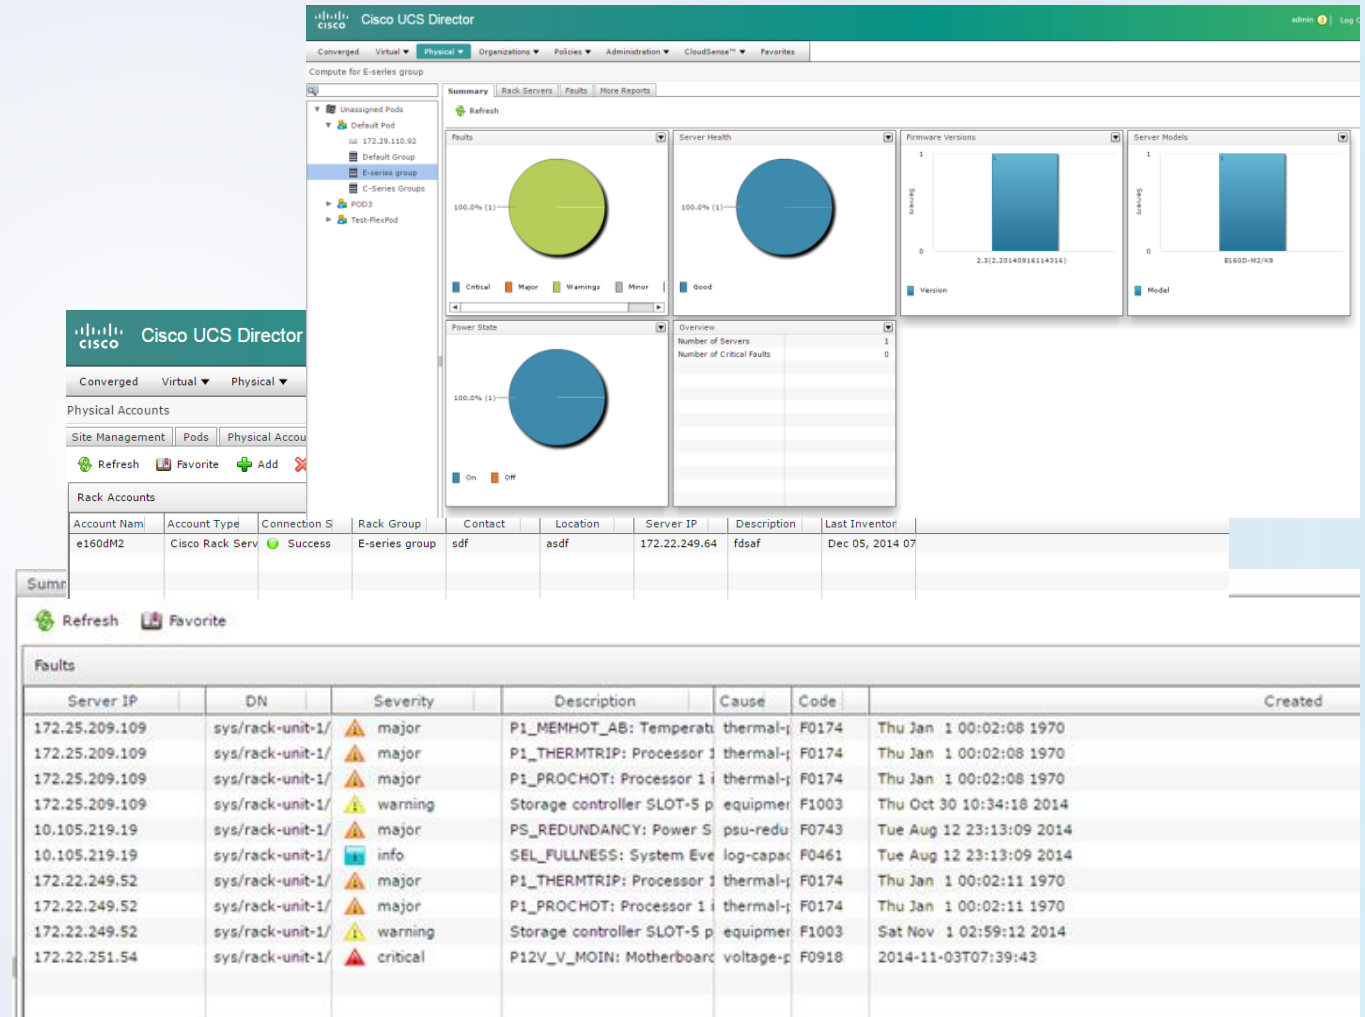 cisco Cisco UCS Director admin 3 Log
Converged Virtual Physical Organizations Policies Administration CloudSense™ Favorites
Compute for E-series group
Summary Rack Servers Faults More Reports
Refresh
Unassigned Pods
Default Pod
172.29.110.92
Default Group
E-series group
C-Series Groups
POD3
Test-FlexPod
Faults
100.0% (1)
Critical Major Warnings Minor
Server Health
100.0% (1)
Good
Firmware Versions
1
1
Servers
0
2.3(2.20140916114316)
Version
Server Models
1
1
Servers
0
E160D-M2/K9
Model
Power State
100.0% (1)
On Off
Overview
Number of Servers 1
Number of Critical Faults 0
cisco Cisco UCS Director
Converged Virtual Physical
Physical Accounts
Site Management Pods Physical Accou
Refresh Favorite Add
Rack Accounts
Account Nam Account Type Connection S Rack Group Contact Location Server IP Description Last Inventor
e160dM2 Cisco Rack Serv Success E-series group sdf asdf 172.22.249.64 fdsaf Dec 05, 2014 07
Summ
Refresh Favorite
Faults
Server IP DN Severity Description Cause Code Created
172.25.209.109 sys/rack-unit-1/ major P1_MEMHOT_AB: Temperatu thermal-p F0174 Thu Jan 1 00:02:08 1970
172.25.209.109 sys/rack-unit-1/ major P1_THERMTRIP: Processor 1 thermal-p F0174 Thu Jan 1 00:02:08 1970
172.25.209.109 sys/rack-unit-1/ major P1_PROCHOT: Processor 1 i thermal-p F0174 Thu Jan 1 00:02:08 1970
172.25.209.109 sys/rack-unit-1/ warning Storage controller SLOT-5 p equipmer F1003 Thu Oct 30 10:34:18 2014
10.105.219.19 sys/rack-unit-1/ major PS_REDUNDANCY: Power S psu-redu F0743 Tue Aug 12 23:13:09 2014
10.105.219.19 sys/rack-unit-1/ info SEL_FULLNESS: System Eve log-capac F0461 Tue Aug 12 23:13:09 2014
172.22.249.52 sys/rack-unit-1/ major P1_THERMTRIP: Processor 1 thermal-p F0174 Thu Jan 1 00:02:11 1970
172.22.249.52 sys/rack-unit-1/ major P1_PROCHOT: Processor 1 i thermal-p F0174 Thu Jan 1 00:02:11 1970
172.22.249.52 sys/rack-unit-1/ warning Storage controller SLOT-5 p equipmer F1003 Sat Nov 1 02:59:12 2014
172.22.251.54 sys/rack-unit-1/ critical P12V_V_MOIN: Motherboard voltage-p F0918 2014-11-03T07:39:43